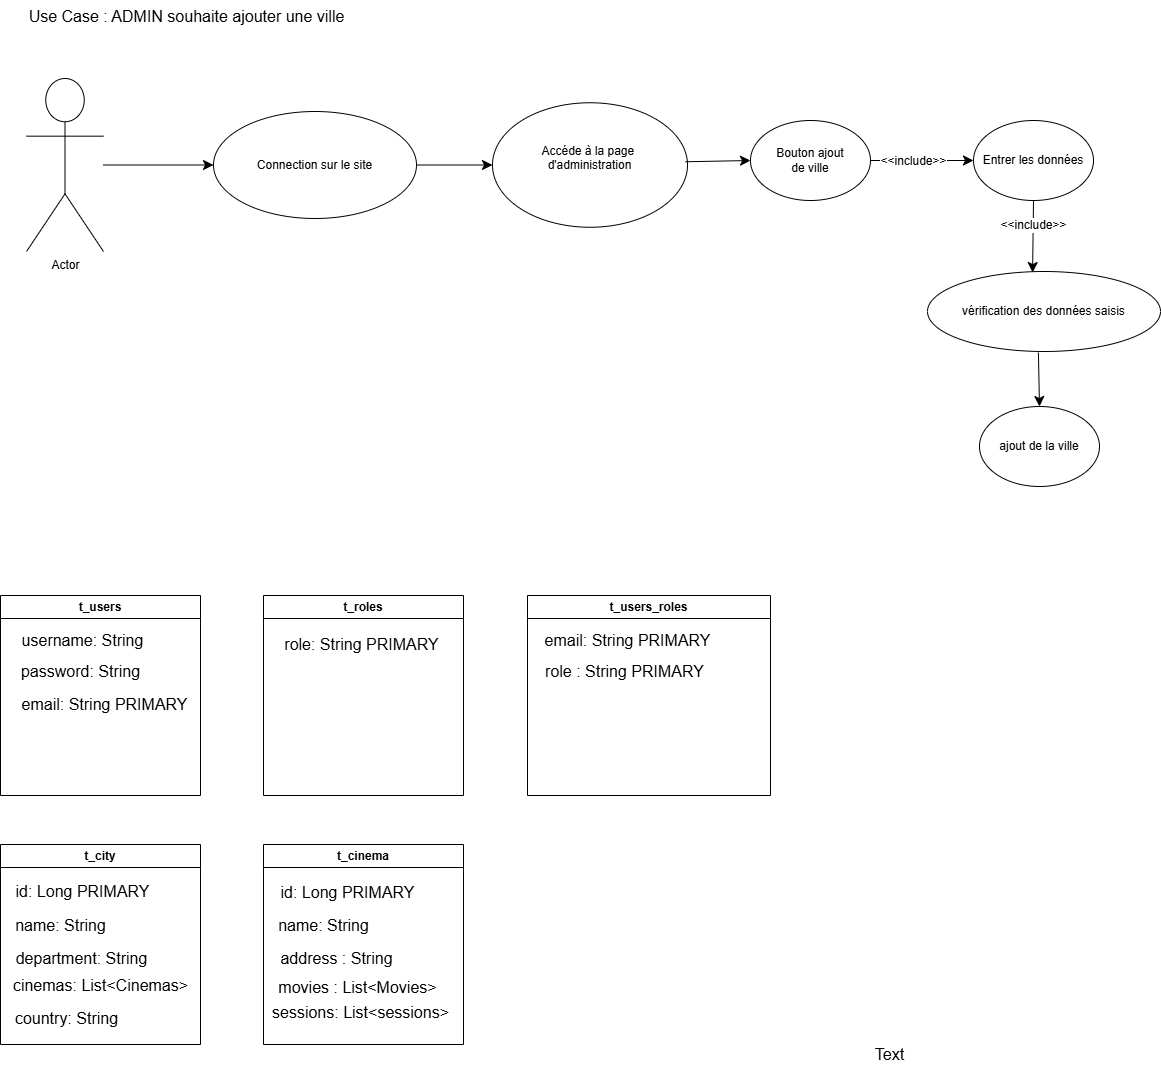 Use Case : ADMIN souhaite ajouter une ville
Actor
Connection sur le site
Accéde à la page
d'administration
Bouton ajout
de ville
<<include>>
Entrer les données
<<include>>
vérification des données saisis
ajout de la ville
t_users
username: String
password: String
email: String PRIMARY
t_roles
role: String PRIMARY
t_users_roles
email: String PRIMARY
role : String PRIMARY
t_city
id: Long PRIMARY
name: String
department: String
cinemas: List<Cinemas>
country: String
t_cinema
id: Long PRIMARY
name: String
address : String
movies : List<Movies>
sessions: List<sessions>
Text